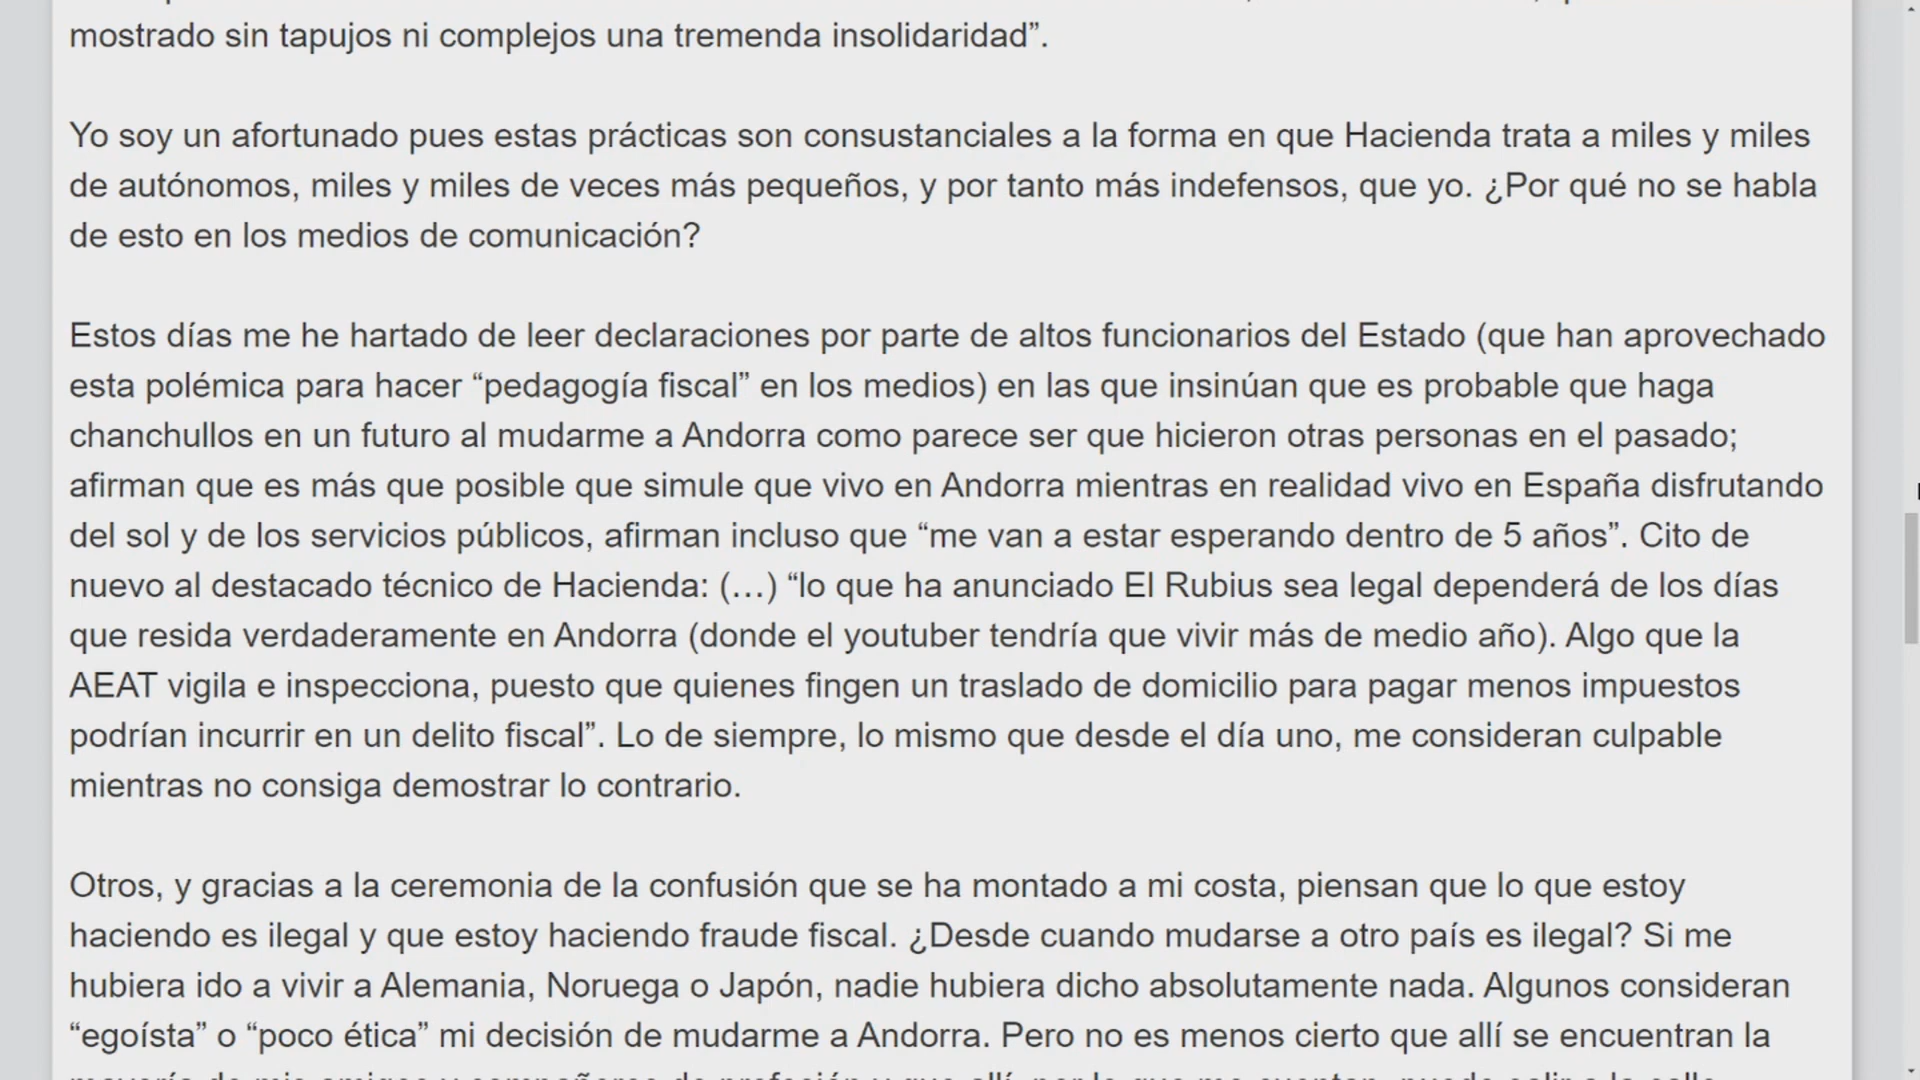 mostrado sin tapujos ni complejos una tremenda insolidaridad”.
Yo soy un afortunado pues estas prácticas son consustanciales a la forma en que Hacienda trata a miles y miles
de autónomos, miles y miles de veces más pequeños, y por tanto más indefensos, que yo. ¿Por qué no se habla
de esto en los medios de comunicación?
Estos días me he hartado de leer declaraciones por parte de altos funcionarios del Estado (que han aprovechado
esta polémica para hacer “pedagogía fiscal” en los medios) en las que insinúan que es probable que haga
chanchullos en un futuro al mudarme a Andorra como parece ser que hicieron otras personas en el pasado;
afirman que es más que posible que simule que vivo en Andorra mientras en realidad vivo en España disfrutando
del sol y de los servicios públicos, afirman incluso que “me van a estar esperando dentro de 5 años”. Cito de
nuevo al destacado técnico de Hacienda: (…) “lo que ha anunciado El Rubius sea legal dependerá de los días
que resida verdaderamente en Andorra (donde el youtuber tendría que vivir más de medio año). Algo que la
AEAT vigila e inspecciona, puesto que quienes fingen un traslado de domicilio para pagar menos impuestos
podrían incurrir en un delito fiscal”. Lo de siempre, lo mismo que desde el día uno, me consideran culpable
mientras no consiga demostrar lo contrario.
Otros, y gracias a la ceremonia de la confusión que se ha montado a mi costa, piensan que lo que estoy
haciendo es ilegal y que estoy haciendo fraude fiscal. ¿Desde cuando mudarse a otro país es ilegal? Si me
hubiera ido a vivir a Alemania, Noruega o Japón, nadie hubiera dicho absolutamente nada. Algunos consideran
“egoísta” o “poco ética” mi decisión de mudarme a Andorra. Pero no es menos cierto que allí se encuentran la